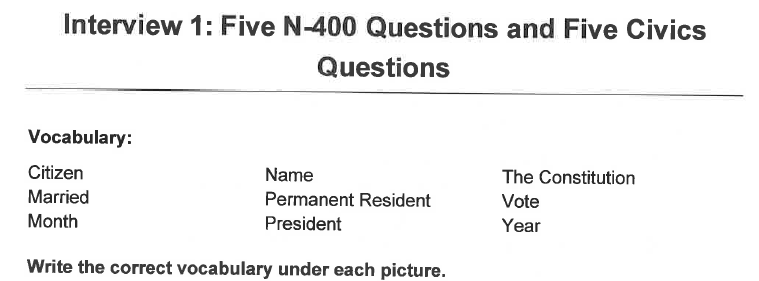 Interview 1: Five N-400 Questions and Five Civics
Questions
Vocabulary:
Citizen Name The Constitution
Married Permanent Resident Vote
Month President Year
Write the correct vocabulary under each picture.